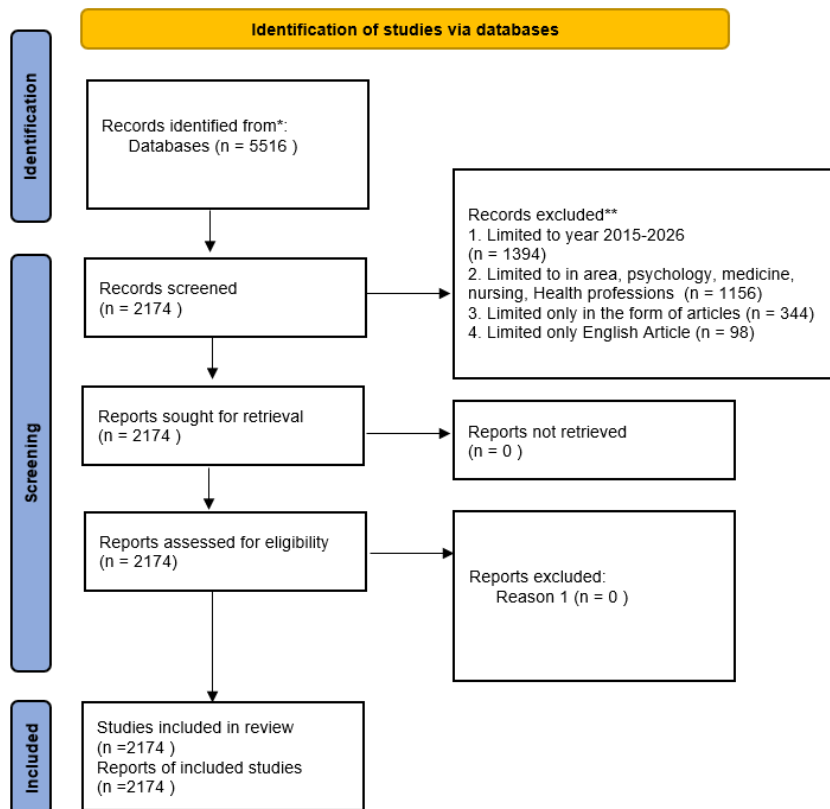 Identification of studies via databases
Identification
Records identified from*:
Databases (n = 5516 )
Records excluded**
1. Limited to year 2015-2026
(n = 1394)
2. Limited to in area, psychology, medicine,
nursing, Health professions (n = 1156)
3. Limited only in the form of articles (n = 344)
4. Limited only English Article (n = 98)
Screening
Records screened
(n = 2174 )
Reports sought for retrieval
(n = 2174 )
Reports not retrieved
(n = 0 )
Reports assessed for eligibility
(n = 2174)
Reports excluded:
Reason 1 (n = 0 )
Included
Studies included in review
(n =2174 )
Reports of included studies
(n =2174 )